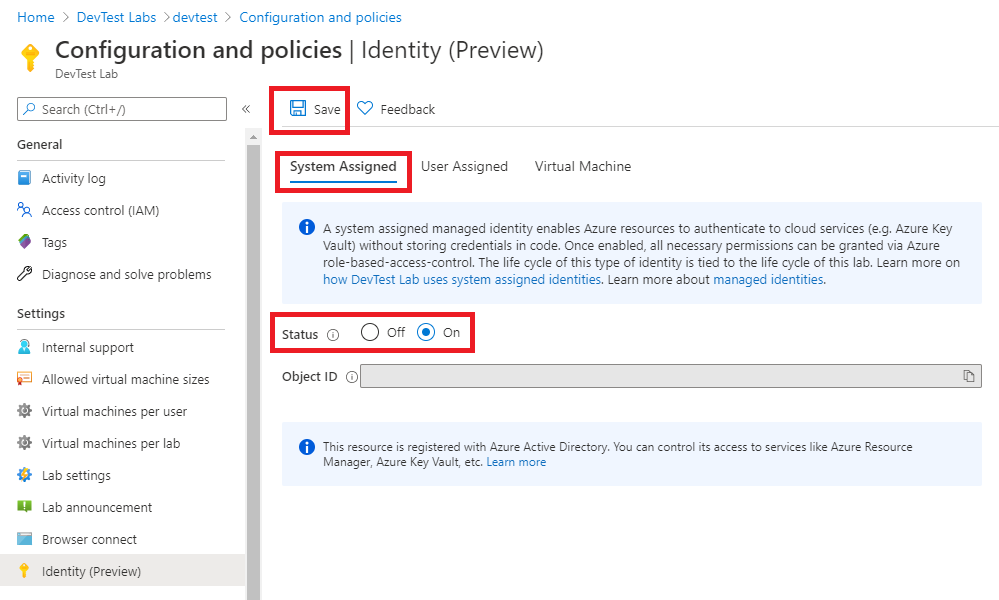 Home > DevTest Labs > devtest > Configuration and policies
Configuration and policies | Identity (Preview)
DevTest Lab
Search (Ctrl+/)
«
General
Activity log
Access control (IAM)
Tags
Diagnose and solve problems
Settings
Internal support
Allowed virtual machine sizes
Virtual machines per user
Virtual machines per lab
Lab settings
Lab announcement
Browser connect
Identity (Preview)
Save
Feedback
System Assigned
User Assigned
Virtual Machine
A system assigned managed identity enables Azure resources to authenticate to cloud services (e.g. Azure Key
Vault) without storing credentials in code. Once enabled, all necessary permissions can be granted via Azure
role-based-access-control. The life cycle of this type of identity is tied to the life cycle of this lab. Learn more on
how DevTest Lab uses system assigned identities. Learn more about managed identities.
Status
Off
On
Object ID
This resource is registered with Azure Active Directory. You can control its access to services like Azure Resource
Manager, Azure Key Vault, etc. Learn more